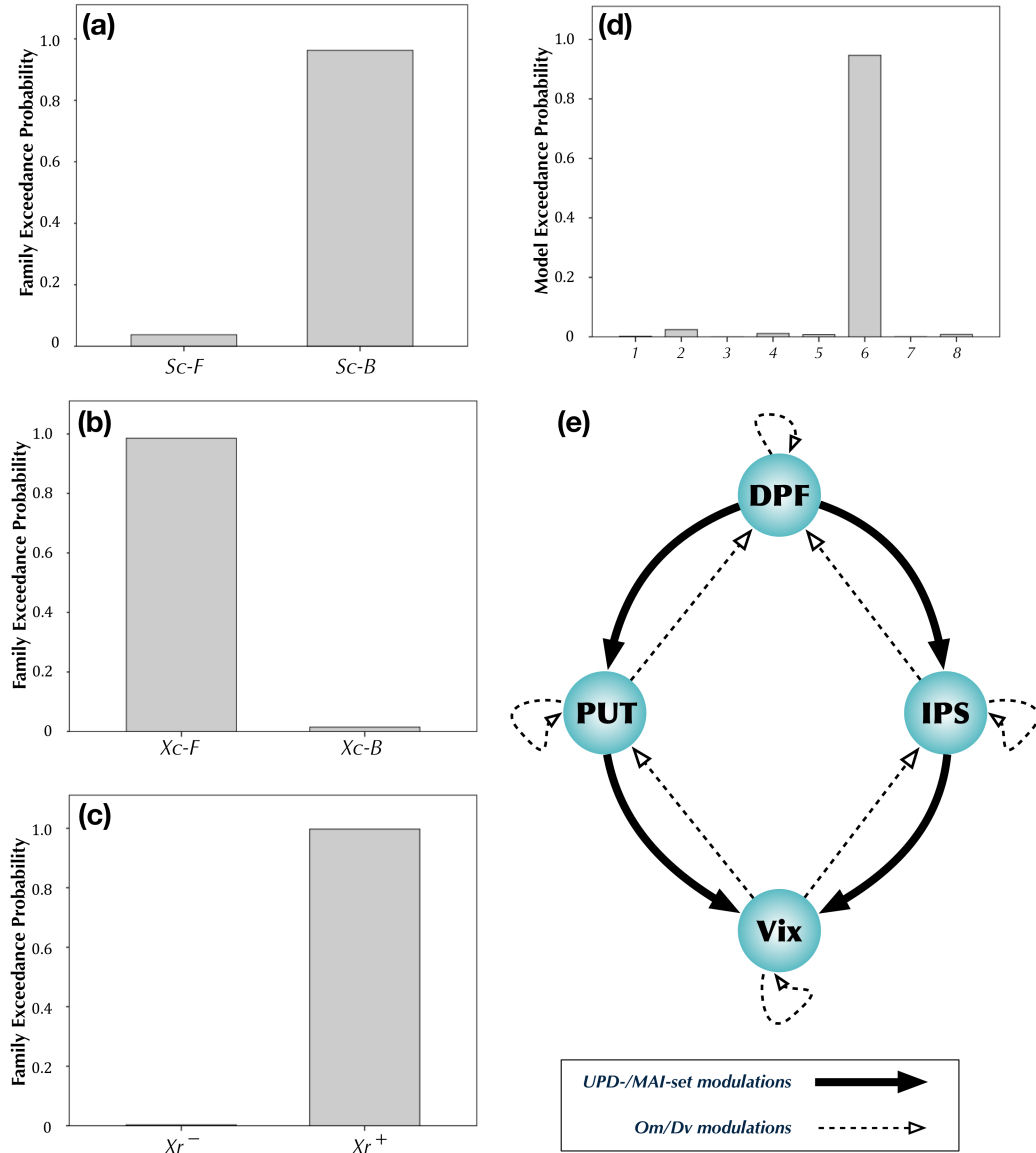 (a)
Family Exceedance Probability
1.0
0.8
0.6
0.4
0.2
0
Sc-F Sc-B
(b)
Family Exceedance Probability
1.0
0.8
0.6
0.4
0.2
0
Xc-F Xc-B
(c)
Family Exceedance Probability
1.0
0.8
0.6
0.4
0.2
0
Xr− Xr+
(d)
Model Exceedance Probability
1.0
0.8
0.6
0.4
0.2
0
1 2 3 4 5 6 7 8
(e)
DPF
PUT IPS
Vix
UPD-/MAI-set modulations
Om/Dv modulations